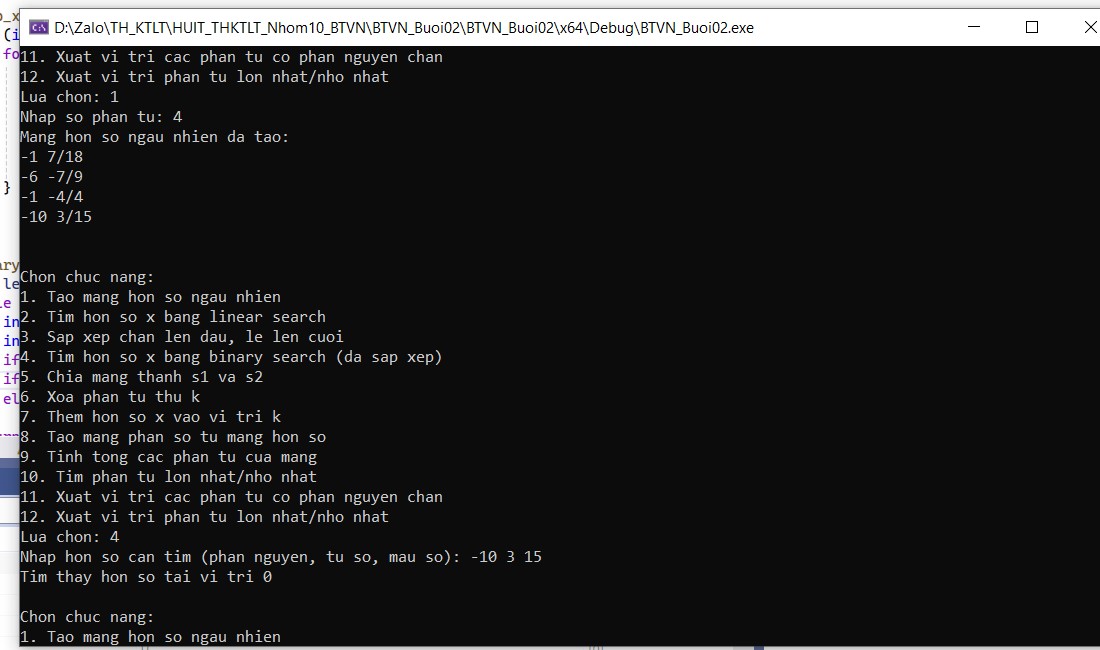 D:\Zalo\TH_KTLT\HUIT_THKTLT_Nhom10_BTVN\BTVN_Buoi02\BTVN_Buoi02\x64\Debug\BTVN_Buoi02.exe
11. Xuat vi tri cac phan tu co phan nguyen chan
12. Xuat vi tri phan tu lon nhat/nho nhat
Lua chon: 1
Nhap so phan tu: 4
Mang hon so ngau nhien da tao:
-1 7/18
-6 -7/9
-1 -4/4
-10 3/15
Chon chuc nang:
1. Tao mang hon so ngau nhien
2. Tim hon so x bang linear search
3. Sap xep chan len dau, le len cuoi
4. Tim hon so x bang binary search (da sap xep)
5. Chia mang thanh s1 va s2
6. Xoa phan tu thu k
7. Them hon so x vao vi tri k
8. Tao mang phan so tu mang hon so
9. Tinh tong cac phan tu cua mang
10. Tim phan tu lon nhat/nho nhat
11. Xuat vi tri cac phan tu co phan nguyen chan
12. Xuat vi tri phan tu lon nhat/nho nhat
Lua chon: 4
Nhap hon so can tim (phan nguyen, tu so, mau so): -10 3 15
Tim thay hon so tai vi tri 0
Chon chuc nang:
1. Tao mang hon so ngau nhien